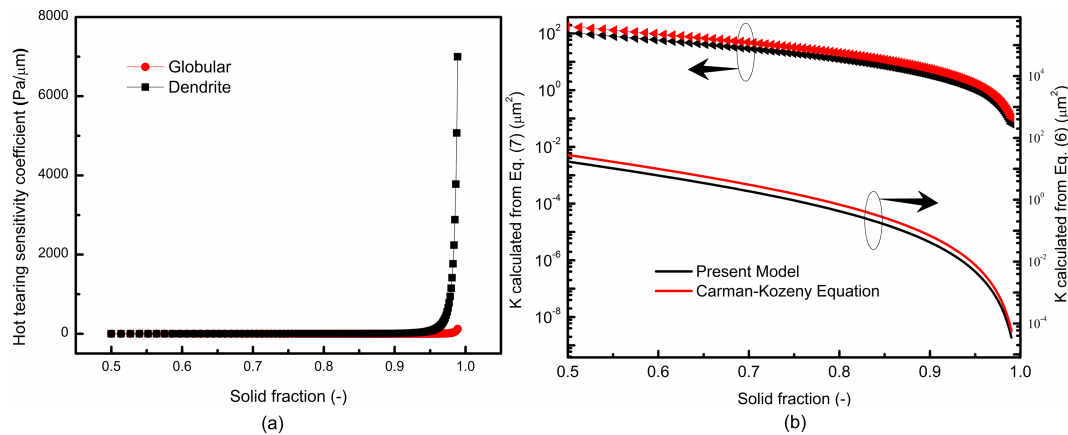 8000
6000
4000
2000
0
Hot tearing sensitivity coefficient (Pa/μm)
Globular
Dendrite
0.5 0.6 0.7 0.8 0.9 1.0
Solid fraction (-)
(a)
10²
10⁰
10⁻²
10⁻⁴
10⁻⁶
10⁻⁸
K calculated from Eq. (7) (μm²)
Present Model
Carman-Kozeny Equation
10⁴
10²
10⁰
10⁻²
10⁻⁴
K calculated from Eq. (6) (μm²)
0.5 0.6 0.7 0.8 0.9 1.0
Solid fraction (-)
(b)